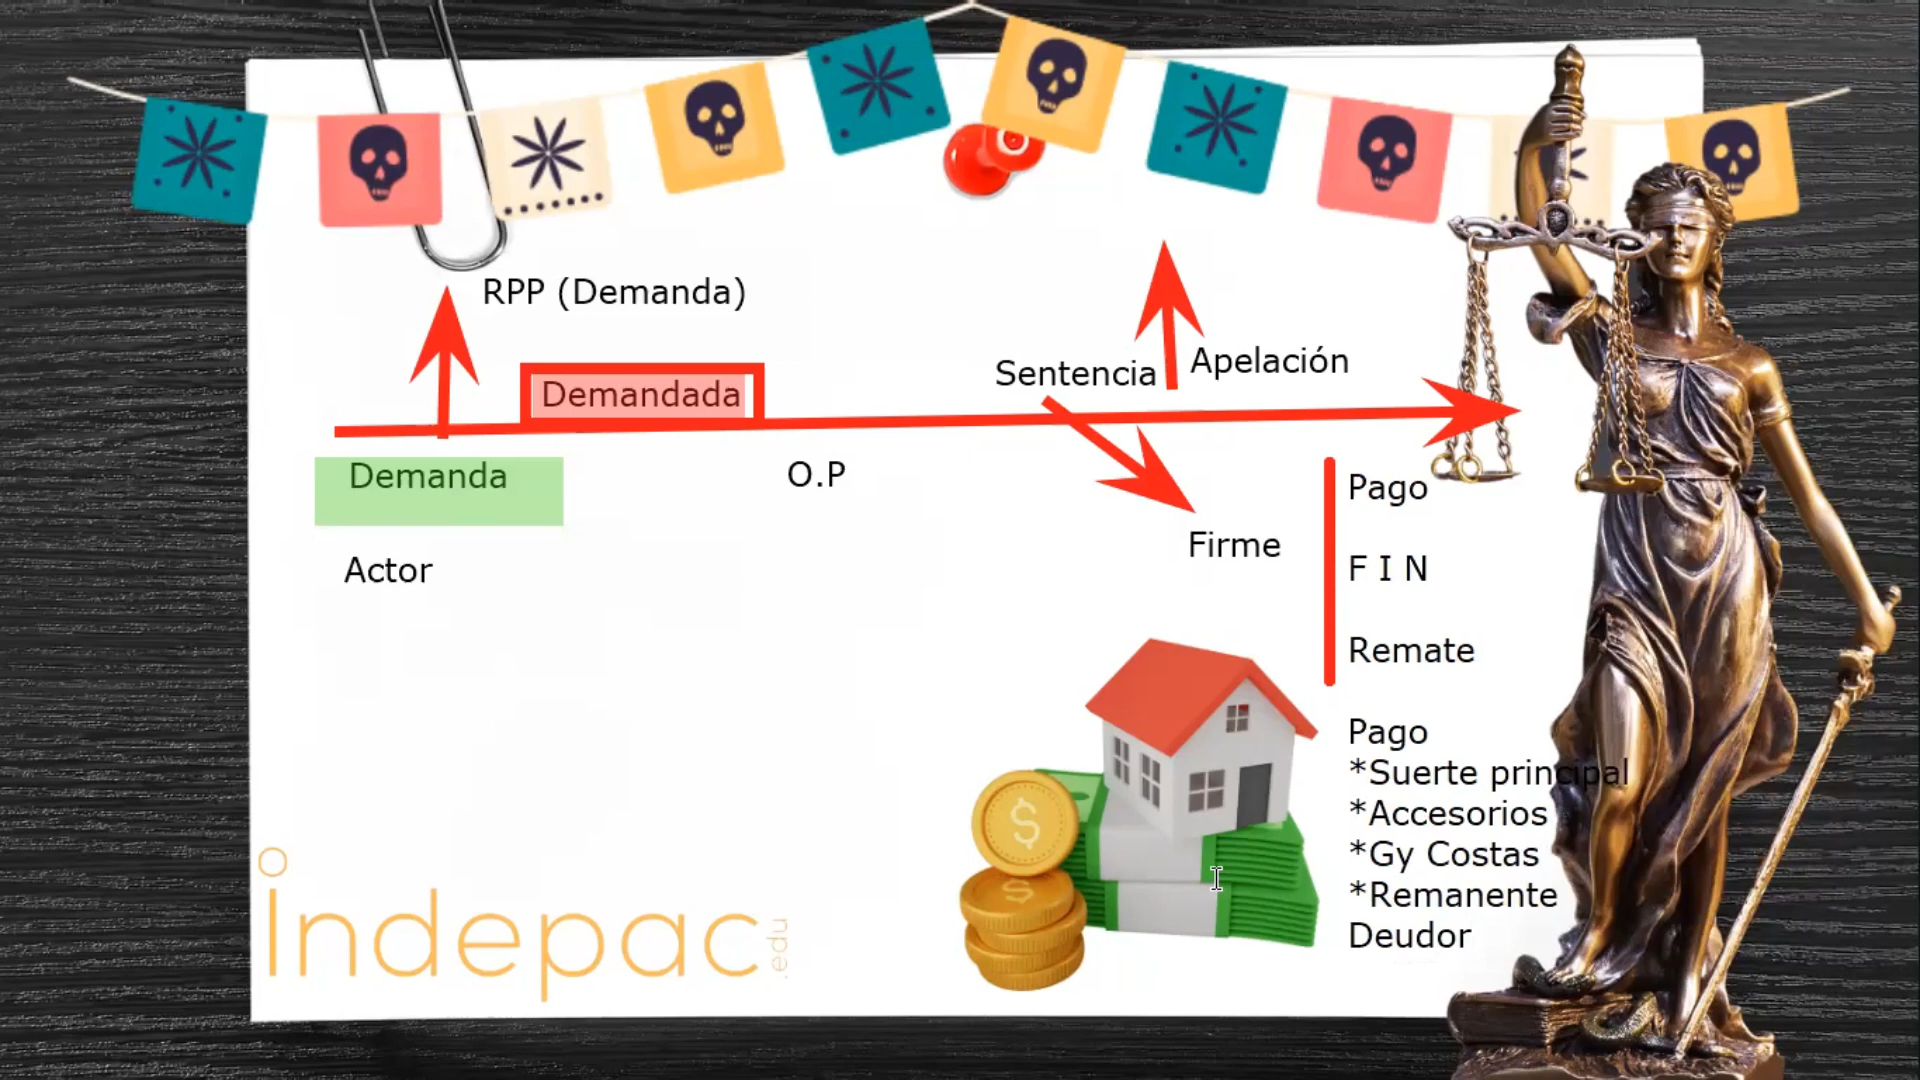 RPP (Demanda)
Demandada
Sentencia
Apelación
Demanda
O.P
Actor
Firme
Pago
F I N
Remate
Pago
*Suerte principal
*Accesorios
*Gy Costas
*Remanente
Deudor
indepac
.edu